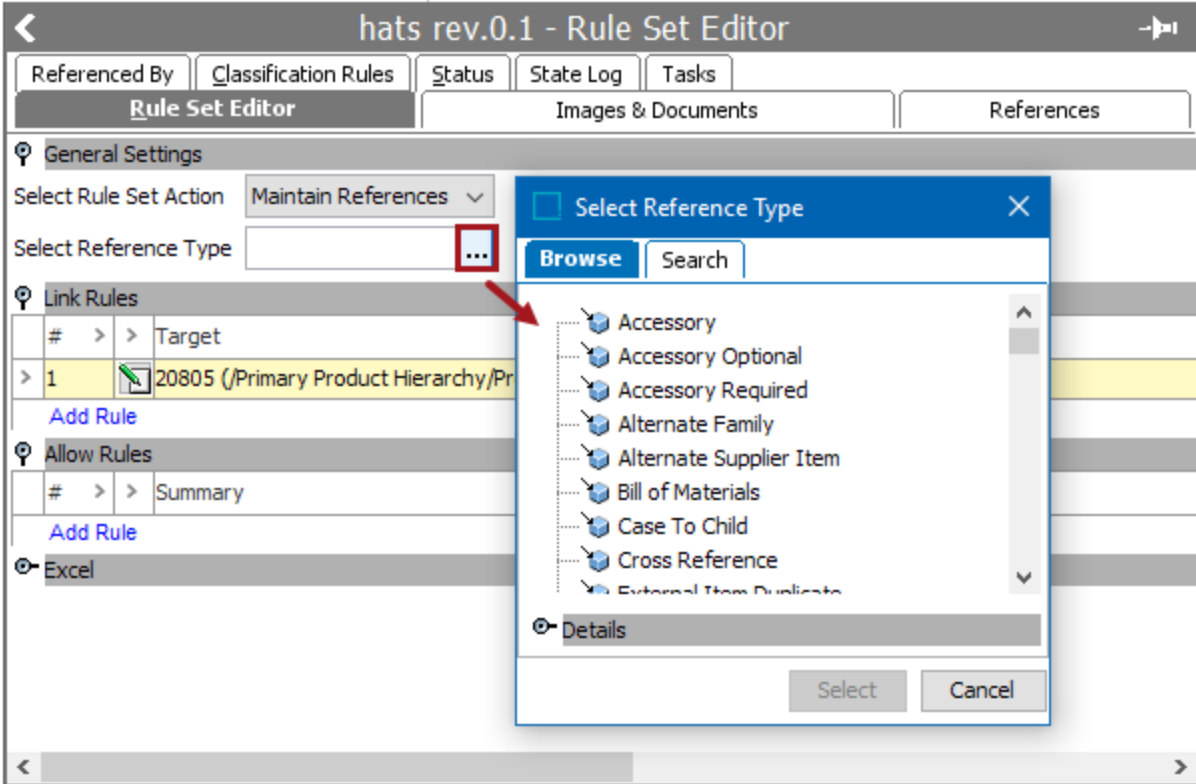 hats rev.0.1 - Rule Set Editor
Referenced By Classification Rules Status State Log Tasks
Rule Set Editor Images & Documents References
General Settings
Select Rule Set Action Maintain References
Select Reference Type ...
Link Rules
# > > Target
> 1 20805 (/Primary Product Hierarchy/Pr
Add Rule
Allow Rules
# > > Summary
Add Rule
Excel
Select Reference Type
Browse Search
Accessory
Accessory Optional
Accessory Required
Alternate Family
Alternate Supplier Item
Bill of Materials
Case To Child
Cross Reference
External Item Duplicate
Details
Select Cancel